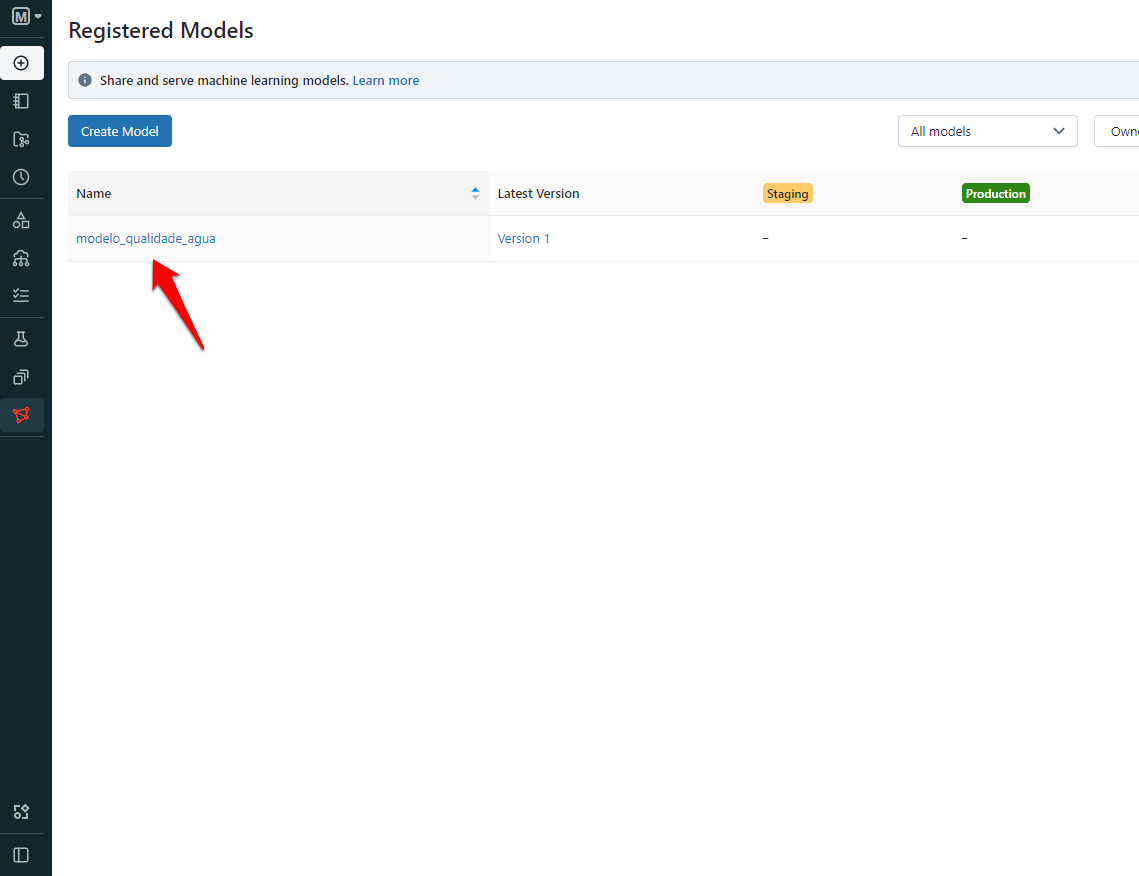 M
Registered Models
Share and serve machine learning models. Learn more
Create Model
All models
Owne
Name
Latest Version
Staging
Production
modelo_qualidade_agua
Version 1
–
–